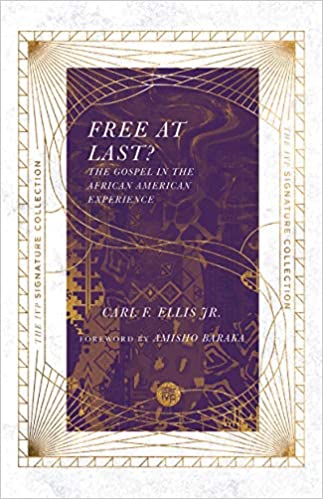 FREE AT
LAST?
THE GOSPEL IN THE
AFRICAN AMERICAN
EXPERIENCE
CARL F. ELLIS JR.
FOREWORD BY AMISHO BARAKA
THE IVP SIGNATURE COLLECTION
THE IVP SIGNATURE COLLECTION
IVP